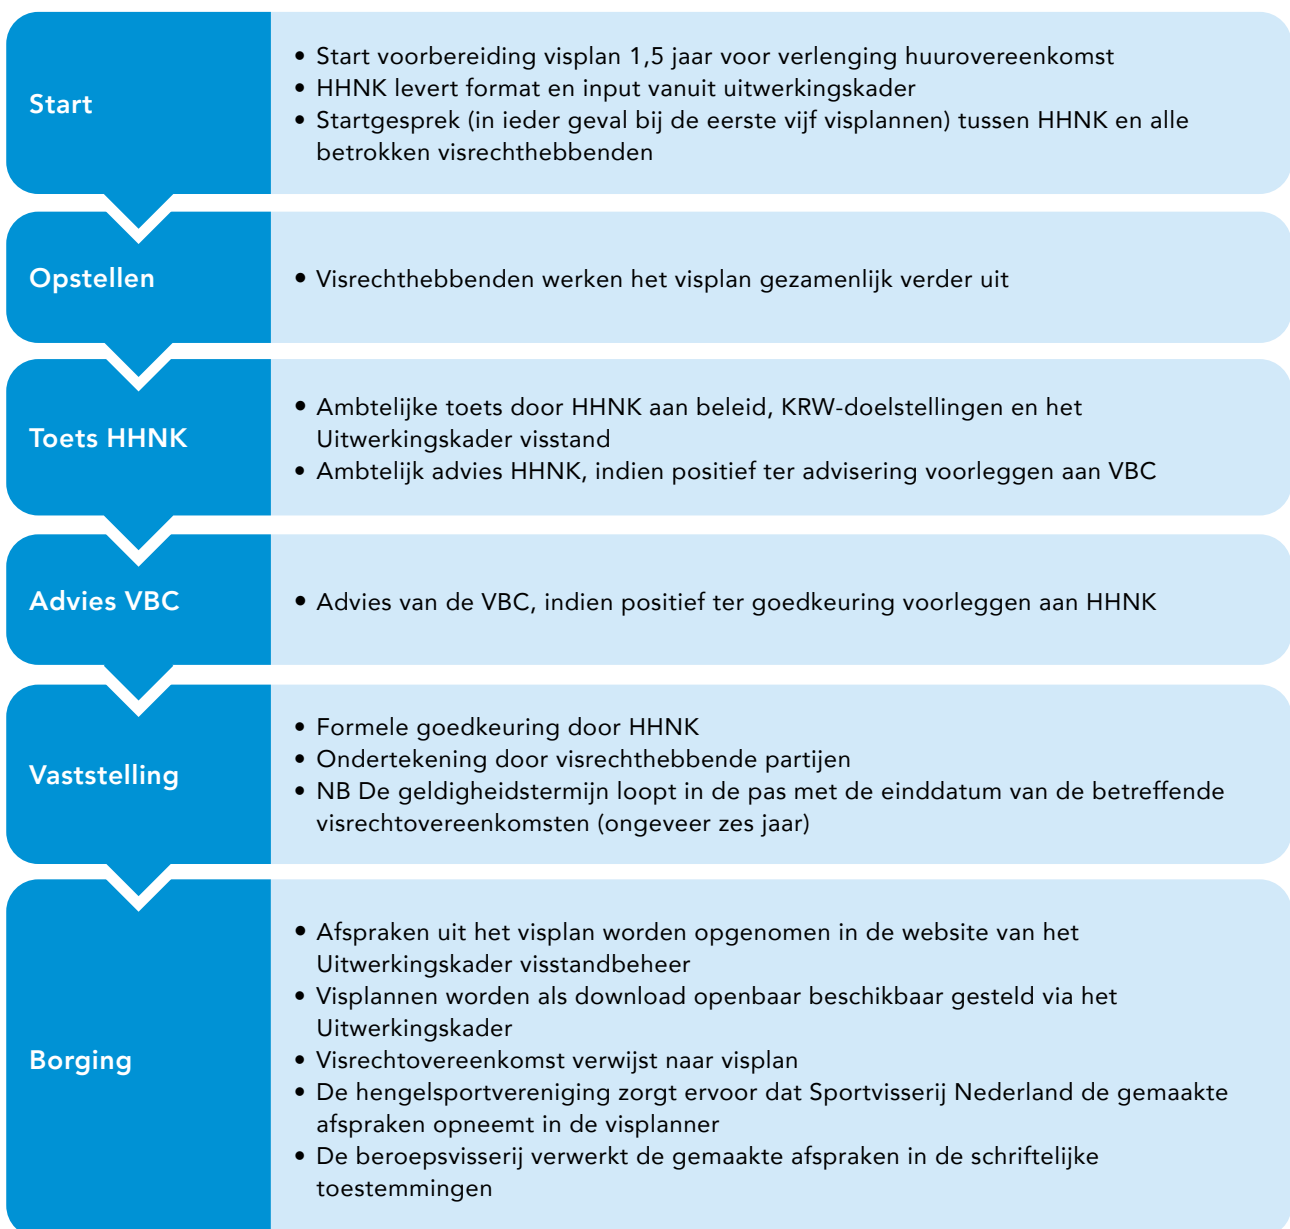 Start
• Start voorbereiding visplan 1,5 jaar voor verlenging huurovereenkomst
• HHNK levert format en input vanuit uitwerkingskader
• Startgesprek (in ieder geval bij de eerste vijf visplannen) tussen HHNK en alle
betrokken visrechthebbenden
Opstellen
• Visrechthebbenden werken het visplan gezamenlijk verder uit
Toets HHNK
• Ambtelijke toets door HHNK aan beleid, KRW-doelstellingen en het
Uitwerkingskader visstand
• Ambtelijk advies HHNK, indien positief ter advisering voorleggen aan VBC
Advies VBC
• Advies van de VBC, indien positief ter goedkeuring voorleggen aan HHNK
Vaststelling
• Formele goedkeuring door HHNK
• Ondertekening door visrechthebbende partijen
• NB De geldigheidstermijn loopt in de pas met de einddatum van de betreffende
visrechtovereenkomsten (ongeveer zes jaar)
Borging
• Afspraken uit het visplan worden opgenomen in de website van het
Uitwerkingskader visstandbeheer
• Visplannen worden als download openbaar beschikbaar gesteld via het
Uitwerkingskader
• Visrechtovereenkomst verwijst naar visplan
• De hengelsportvereniging zorgt ervoor dat Sportvisserij Nederland de gemaakte
afspraken opneemt in de visplanner
• De beroepsvisserij verwerkt de gemaakte afspraken in de schriftelijke
toestemmingen